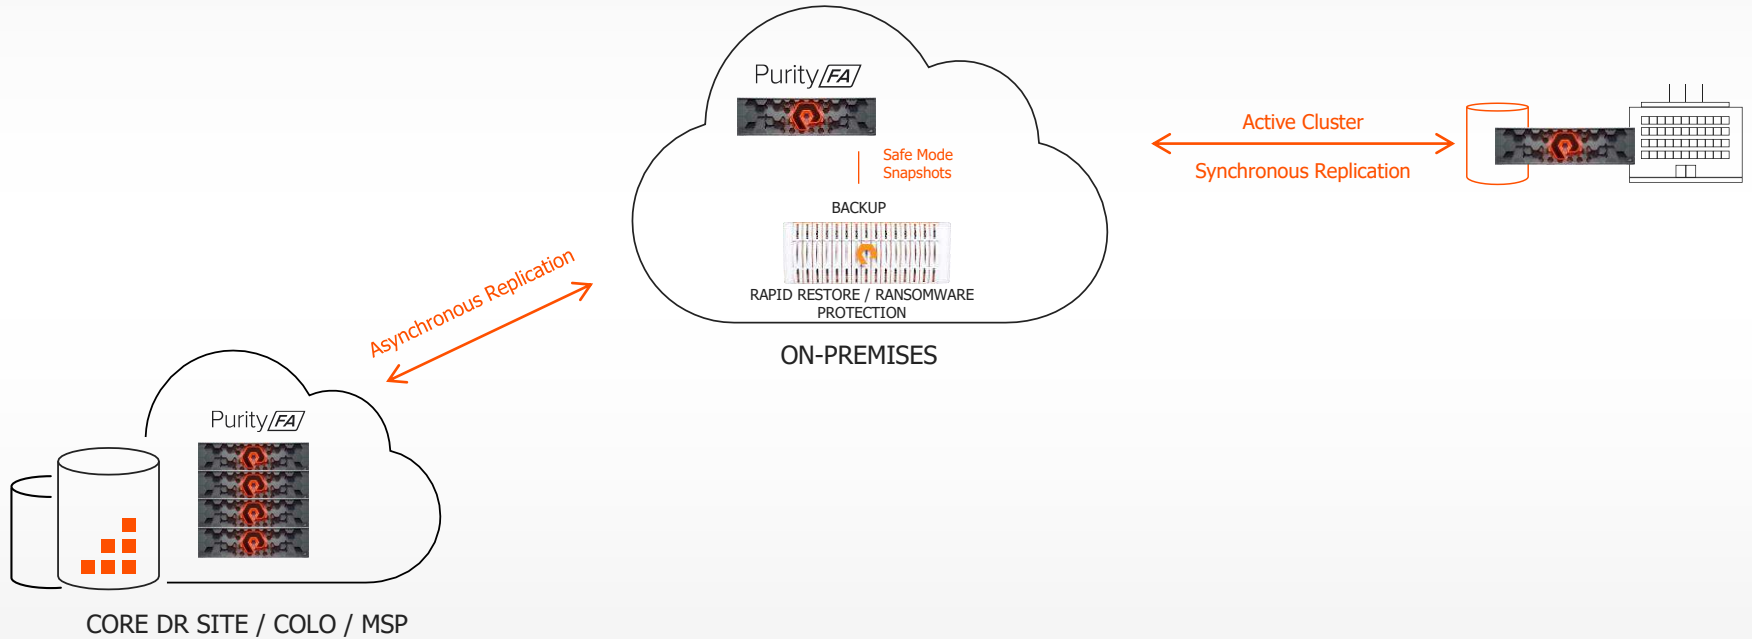 Purity FA
Safe Mode
Snapshots
BACKUP
RAPID RESTORE / RANSOMWARE
PROTECTION
ON-PREMISES
Active Cluster
Synchronous Replication
Asynchronous Replication
Purity FA
CORE DR SITE / COLO / MSP